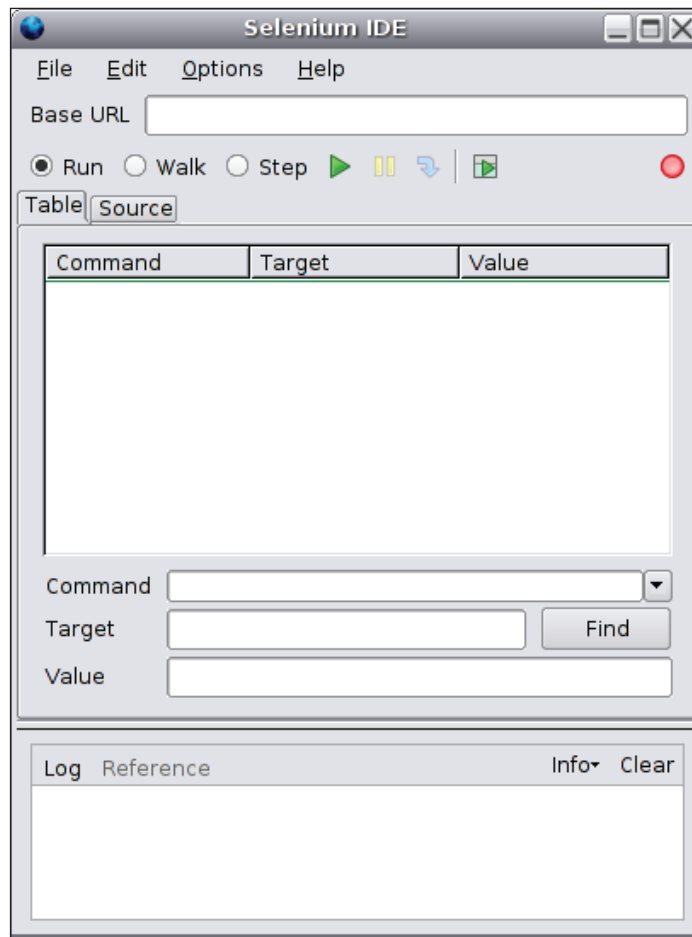 Selenium IDE
File Edit Options Help
Base URL
Run Walk Step
Table Source
Command Target Value
Command
Target Find
Value
Log Reference Info Clear